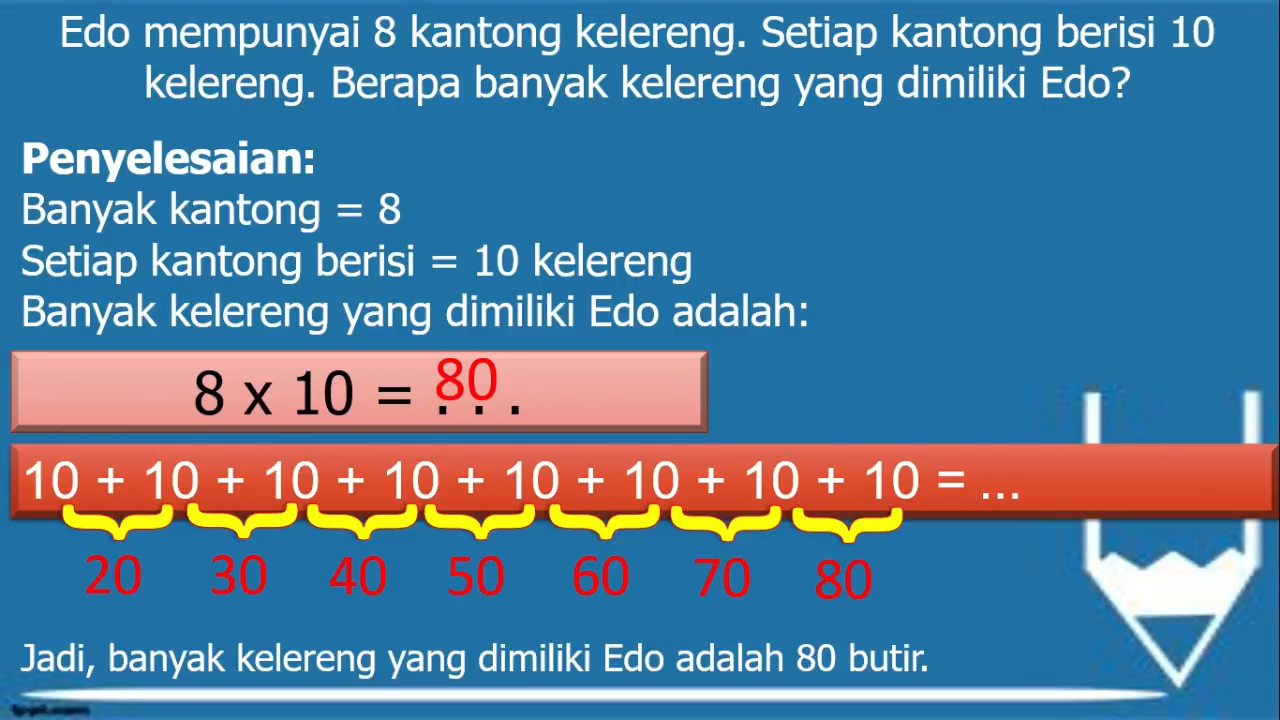 Edo mempunyai 8 kantong kelereng. Setiap kantong berisi 10
kelereng. Berapa banyak kelereng yang dimiliki Edo?
Penyelesaian:
Banyak kantong = 8
Setiap kantong berisi = 10 kelereng
Banyak kelereng yang dimiliki Edo adalah:
8 x 10 = . . . 80
10 + 10 + 10 + 10 + 10 + 10 + 10 + 10 = ...
20 30 40 50 60 70 80
Jadi, banyak kelereng yang dimiliki Edo adalah 80 butir.